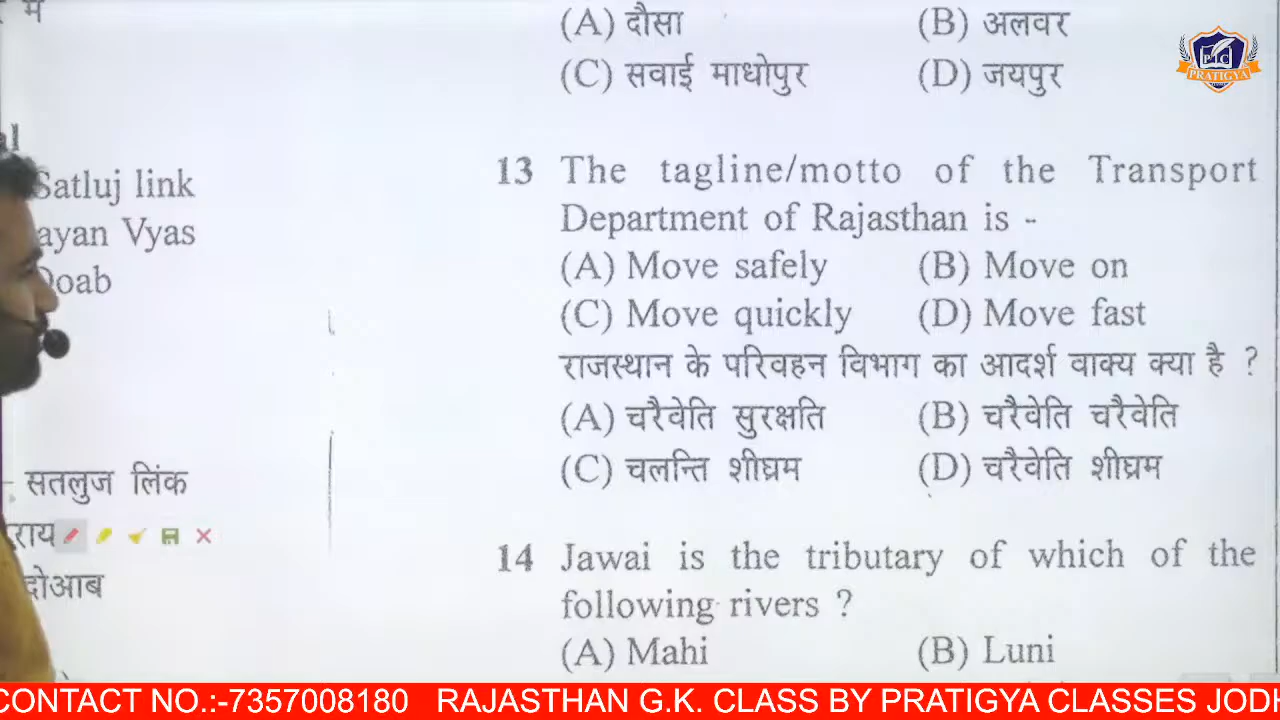 में
(A) दौसा (B) अलवर
(C) सवाई माधोपुर (D) जयपुर
PTC
PRATIGYA
al
Satluj link
ayan Vyas
Doab
सतलुज लिंक
राय
दोआब
13 The tagline/motto of the Transport
Department of Rajasthan is -
(A) Move safely (B) Move on
(C) Move quickly (D) Move fast
राजस्थान के परिवहन विभाग का आदर्श वाक्य क्या है ?
(A) चरैवेति सुरक्षति (B) चरैवेति चरैवेति
(C) चलन्ति शीघ्रम (D) चरैवेति शीघ्रम
14 Jawai is the tributary of which of the
following rivers ?
(A) Mahi (B) Luni
CONTACT NO.:-7357008180 RAJASTHAN G.K. CLASS BY PRATIGYA CLASSES JODH